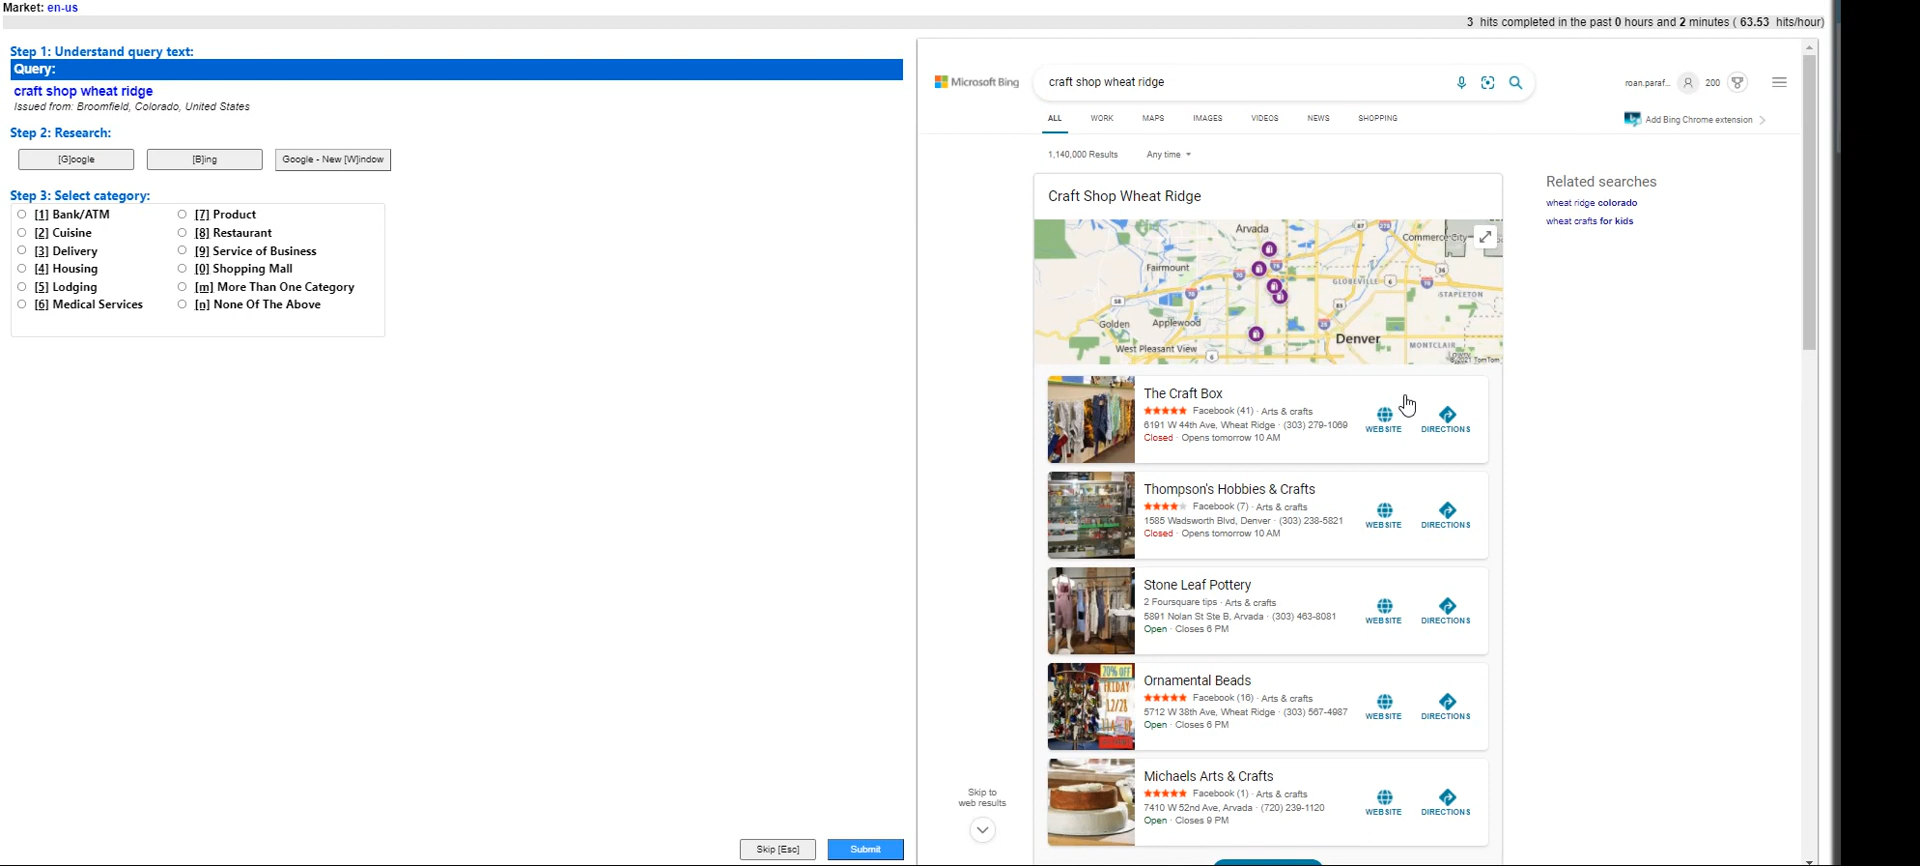 Market: en-us
3 hits completed in the past 0 hours and 2 minutes ( 63.53 hits/hour)
Step 1: Understand query text:
Query:
craft shop wheat ridge
Issued from: Broomfield, Colorado, United States
Step 2: Research:
[G]oogle
[B]ing
Google - New [W]indow
Step 3: Select category:
[1] Bank/ATM
[2] Cuisine
[3] Delivery
[4] Housing
[5] Lodging
[6] Medical Services
[7] Product
[8] Restaurant
[9] Service of Business
[0] Shopping Mall
[m] More Than One Category
[n] None Of The Above
Skip [Esc]
Submit
Microsoft Bing
craft shop wheat ridge
roan.paraf...
200
ALL
WORK
MAPS
IMAGES
VIDEOS
NEWS
SHOPPING
Add Bing Chrome extension
1,140,000 Results
Any time
Craft Shop Wheat Ridge
Arvada
Commerce City
Fairmount
GLOBEVILLE
STAPLETON
Golden
Applewood
Denver
MONTCLAIR
West Pleasant View
Lowry
TomTom
The Craft Box
Facebook (41) · Arts & crafts
6191 W 44th Ave, Wheat Ridge · (303) 279-1069
Closed · Opens tomorrow 10 AM
WEBSITE
DIRECTIONS
Thompson's Hobbies & Crafts
Facebook (7) · Arts & crafts
1585 Wadsworth Blvd, Denver · (303) 238-5821
Closed · Opens tomorrow 10 AM
WEBSITE
DIRECTIONS
Stone Leaf Pottery
2 Foursquare tips · Arts & crafts
5891 Nolan St Ste B, Arvada · (303) 463-8081
Open · Closes 6 PM
WEBSITE
DIRECTIONS
70% OFF
FRIDAY
12/28
Ornamental Beads
Facebook (16) · Arts & crafts
5712 W 38th Ave, Wheat Ridge · (303) 567-4987
Open · Closes 6 PM
WEBSITE
DIRECTIONS
Michaels Arts & Crafts
Facebook (1) · Arts & crafts
7410 W 52nd Ave, Arvada · (720) 239-1120
Open · Closes 9 PM
WEBSITE
DIRECTIONS
Skip to
web results
Related searches
wheat ridge colorado
wheat crafts for kids